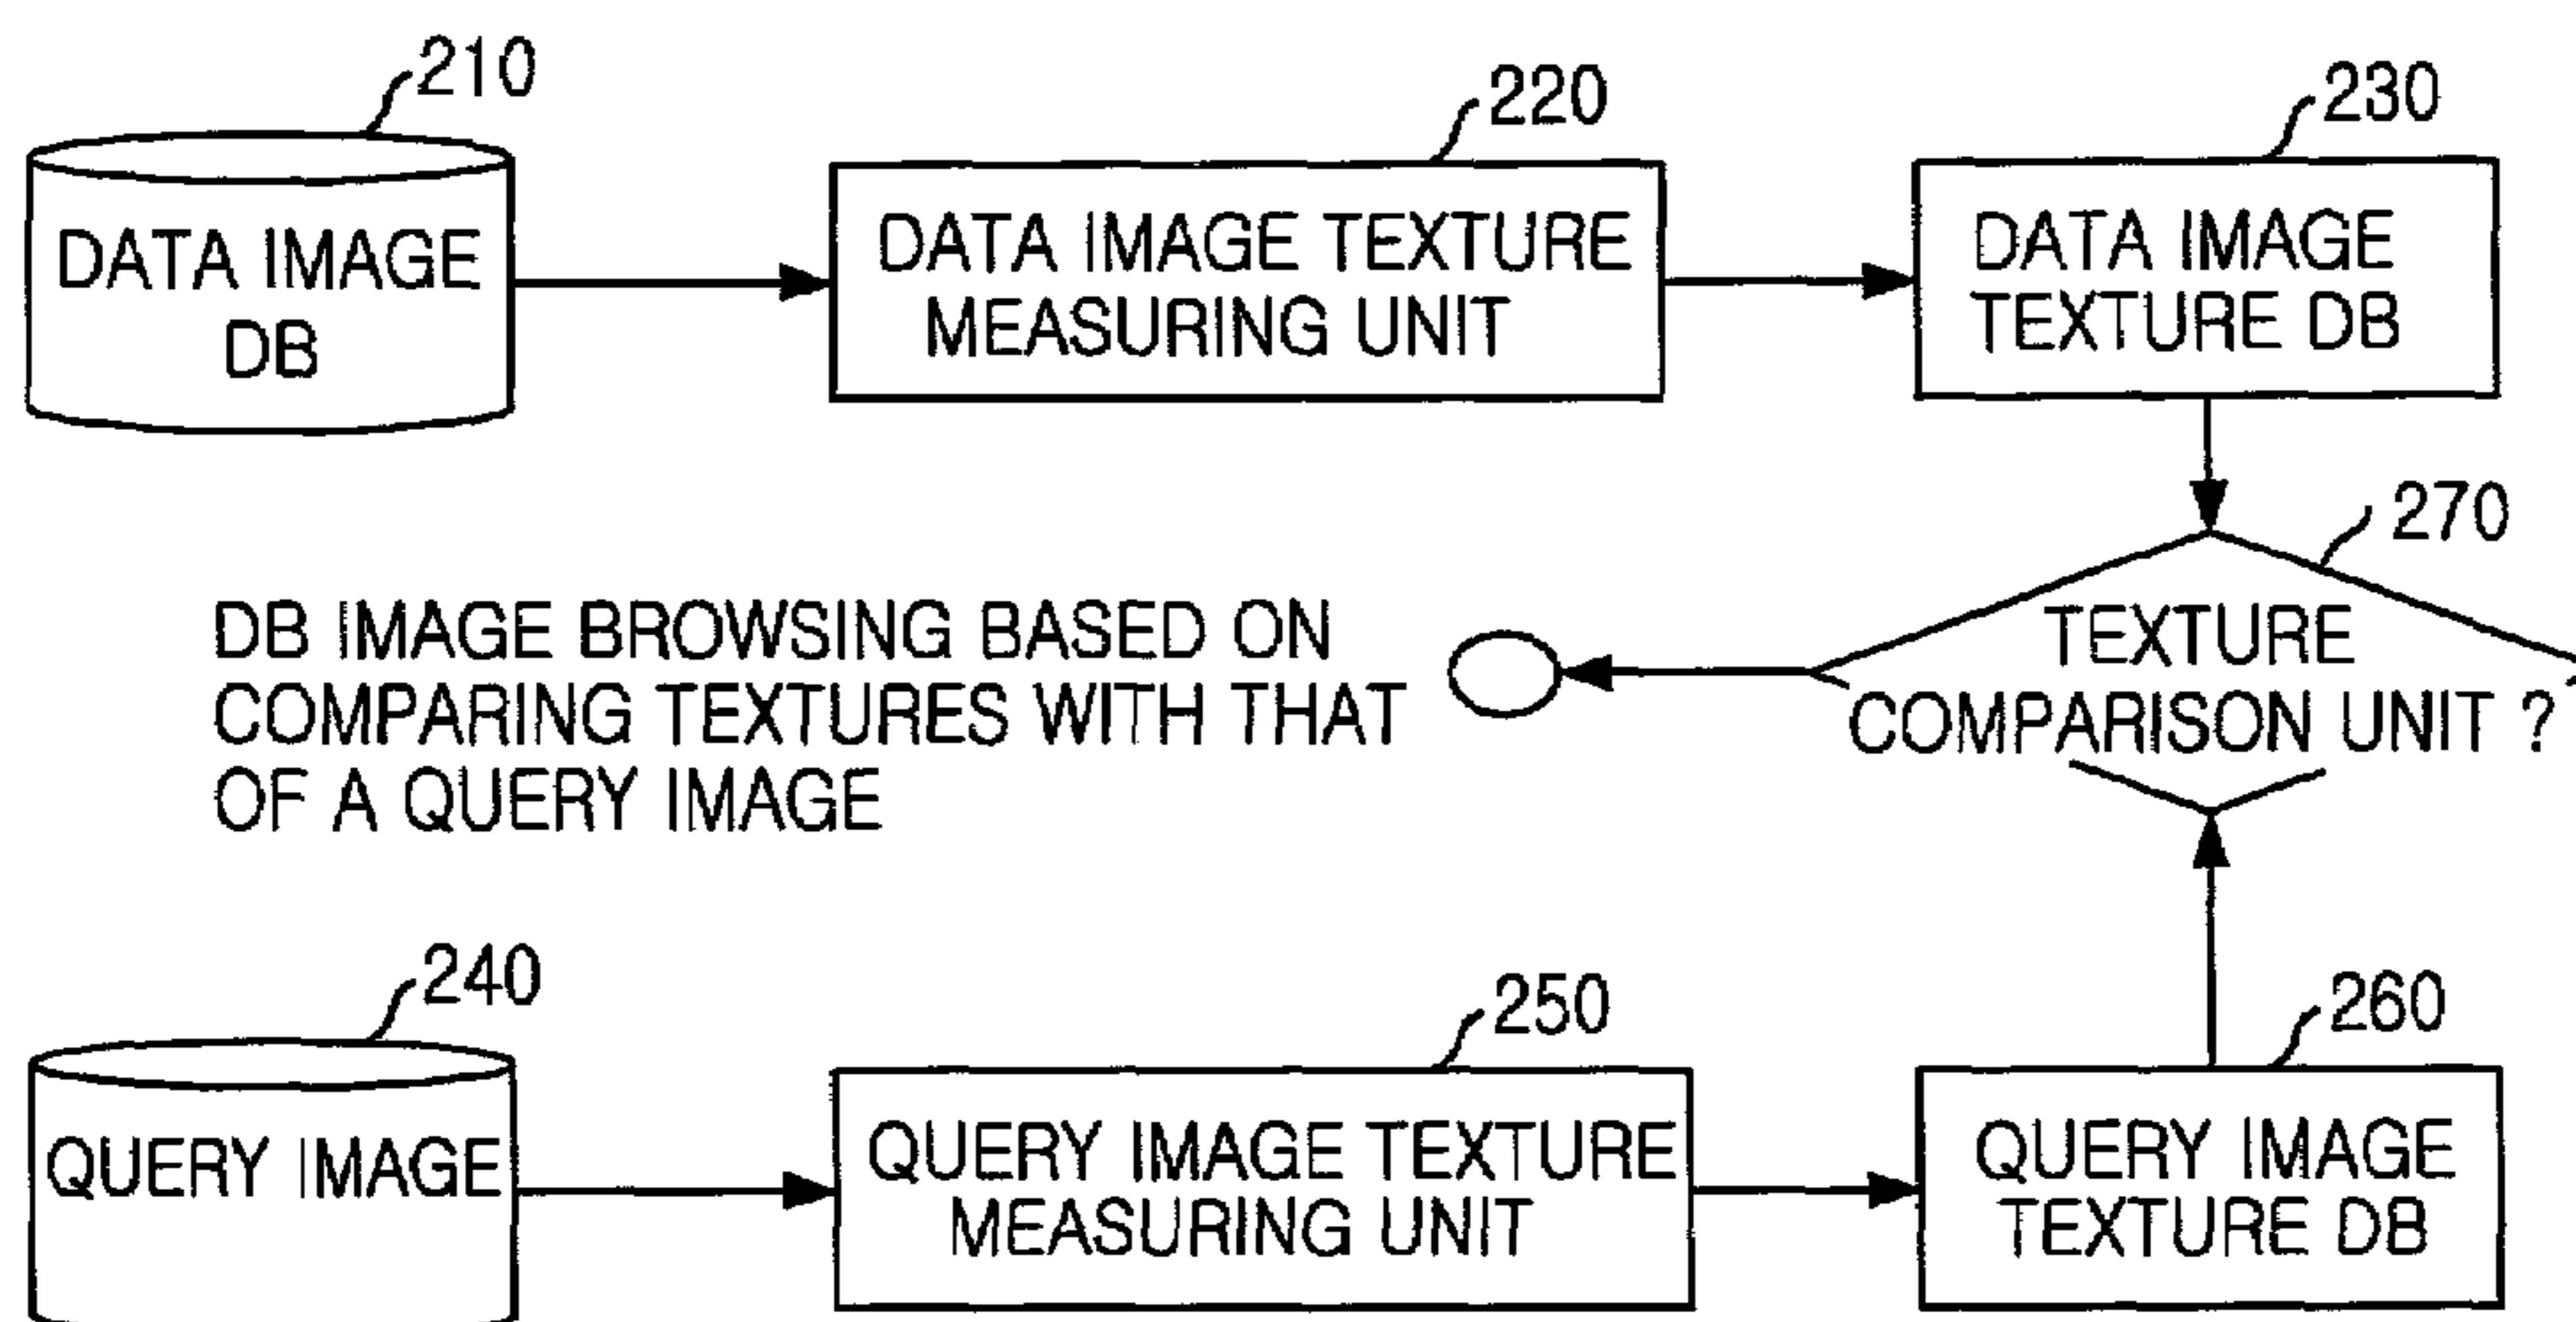 210
220
230
DATA IMAGE
DB
DATA IMAGE TEXTURE
MEASURING UNIT
DATA IMAGE
TEXTURE DB
270
DB IMAGE BROWSING BASED ON
COMPARING TEXTURES WITH THAT
OF A QUERY IMAGE
TEXTURE
COMPARISON UNIT ?
240
250
260
QUERY IMAGE
QUERY IMAGE TEXTURE
MEASURING UNIT
QUERY IMAGE
TEXTURE DB